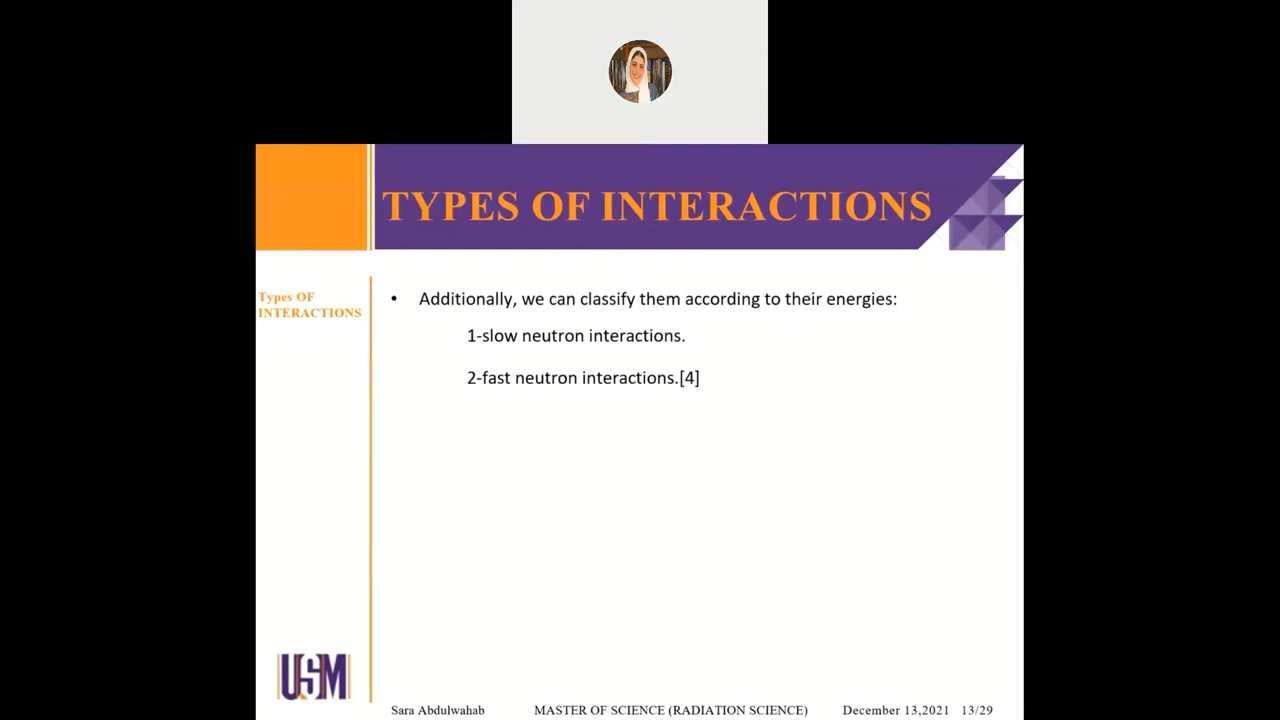 TYPES OF INTERACTIONS
Types OF
INTERACTIONS
• Additionally, we can classify them according to their energies:
1-slow neutron interactions.
2-fast neutron interactions.[4]
USM
Sara Abdulwahab MASTER OF SCIENCE (RADIATION SCIENCE) December 13,2021 13/29